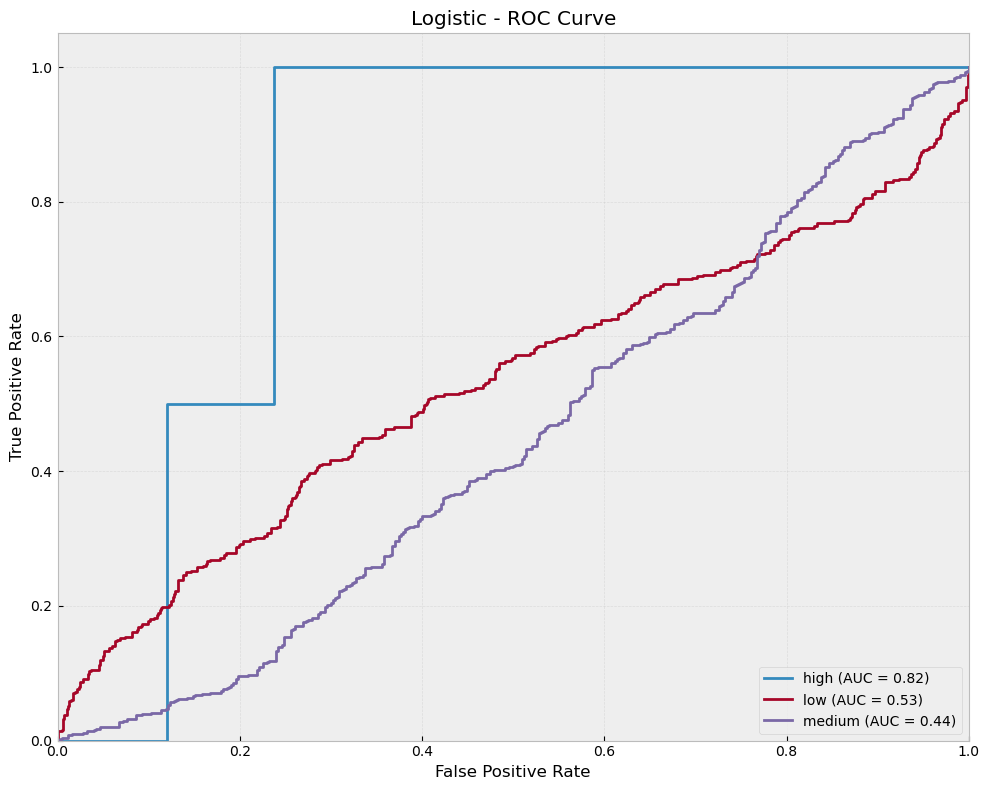 Logistic - ROC Curve
True Positive Rate
1.0
0.8
0.6
0.4
0.2
0.0
0.0 0.2 0.4 0.6 0.8 1.0
False Positive Rate
high (AUC = 0.82)
low (AUC = 0.53)
medium (AUC = 0.44)